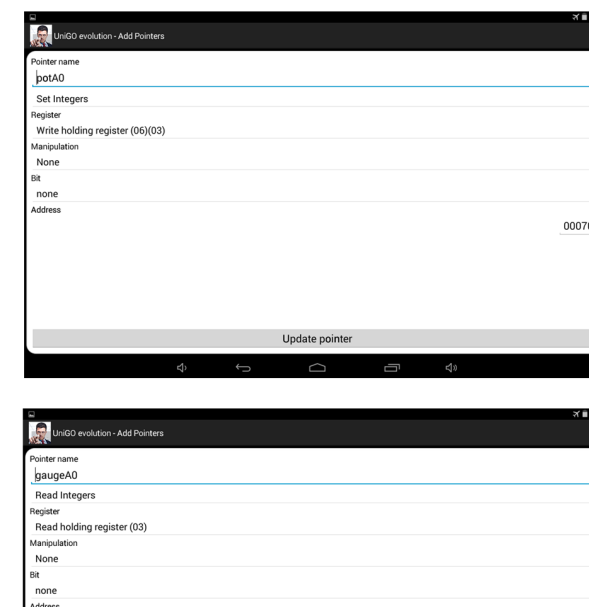 UniGO evolution - Add Pointers
Pointer name
potA0
Set Integers
Register
Write holding register (06)(03)
Manipulation
None
Bit
none
Address
Update pointer
UniGO evolution - Add Pointers
Pointer name
gaugeA0
Read Integers
Register
Read holding register (03)
Manipulation
None
Bit
none
Address